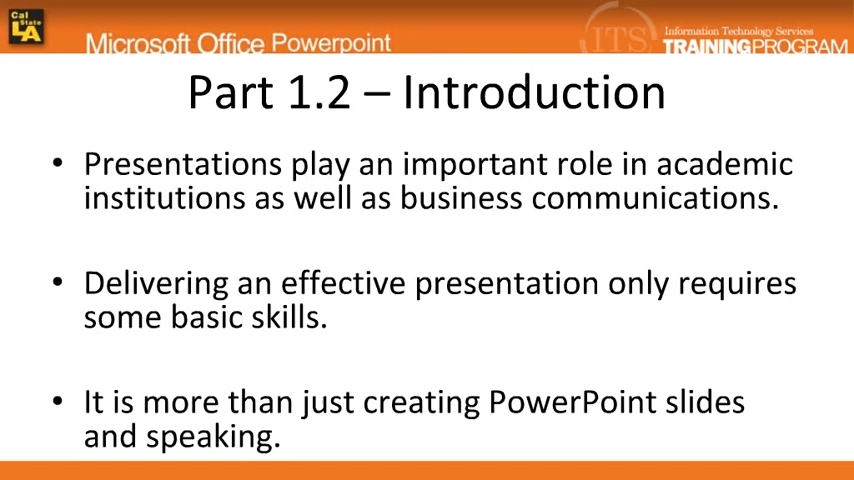 Cal
State
LA
Microsoft Office Powerpoint
ITS
Information Technology Services
TRAINING PROGRAM
Part 1.2 – Introduction
• Presentations play an important role in academic
institutions as well as business communications.
• Delivering an effective presentation only requires
some basic skills.
• It is more than just creating PowerPoint slides
and speaking.